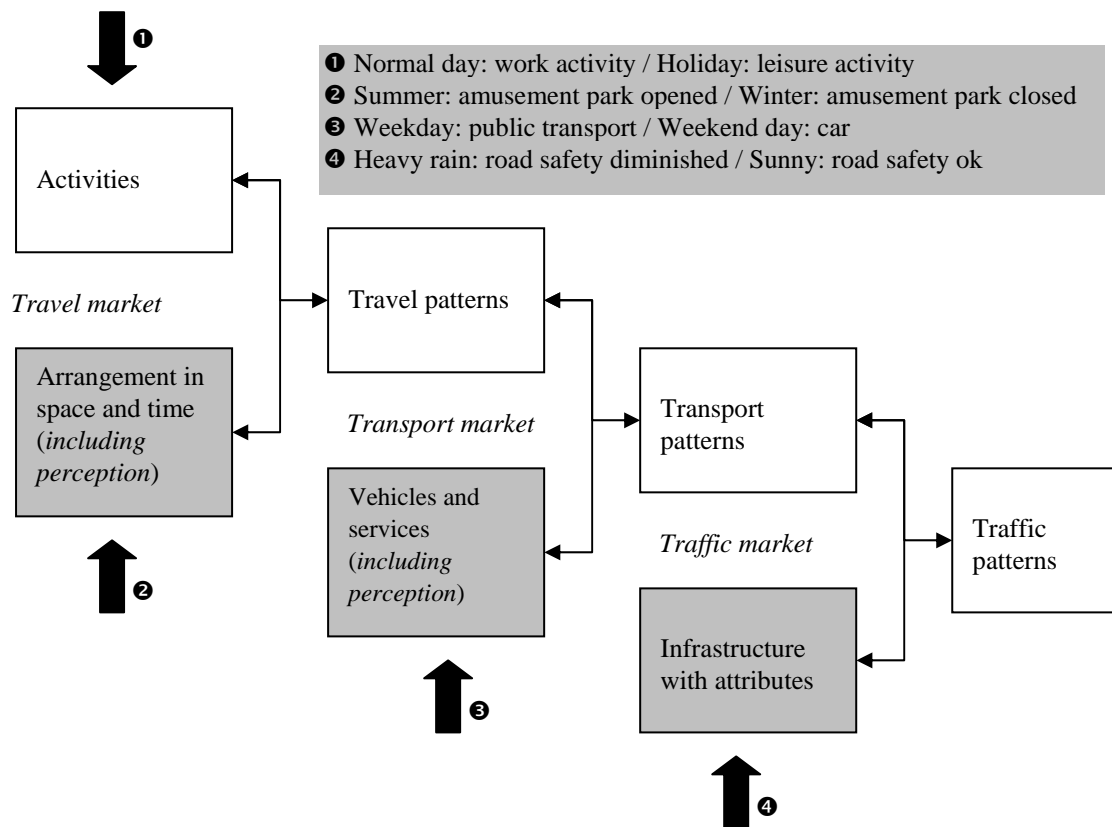 ❶
❶ Normal day: work activity / Holiday: leisure activity
❷ Summer: amusement park opened / Winter: amusement park closed
❸ Weekday: public transport / Weekend day: car
❹ Heavy rain: road safety diminished / Sunny: road safety ok
Activities
Travel market
Travel patterns
Arrangement in
space and time
(including
perception)
❷
Transport market
Transport
patterns
Vehicles and
services
(including
perception)
❸
Traffic market
Traffic
patterns
Infrastructure
with attributes
❹